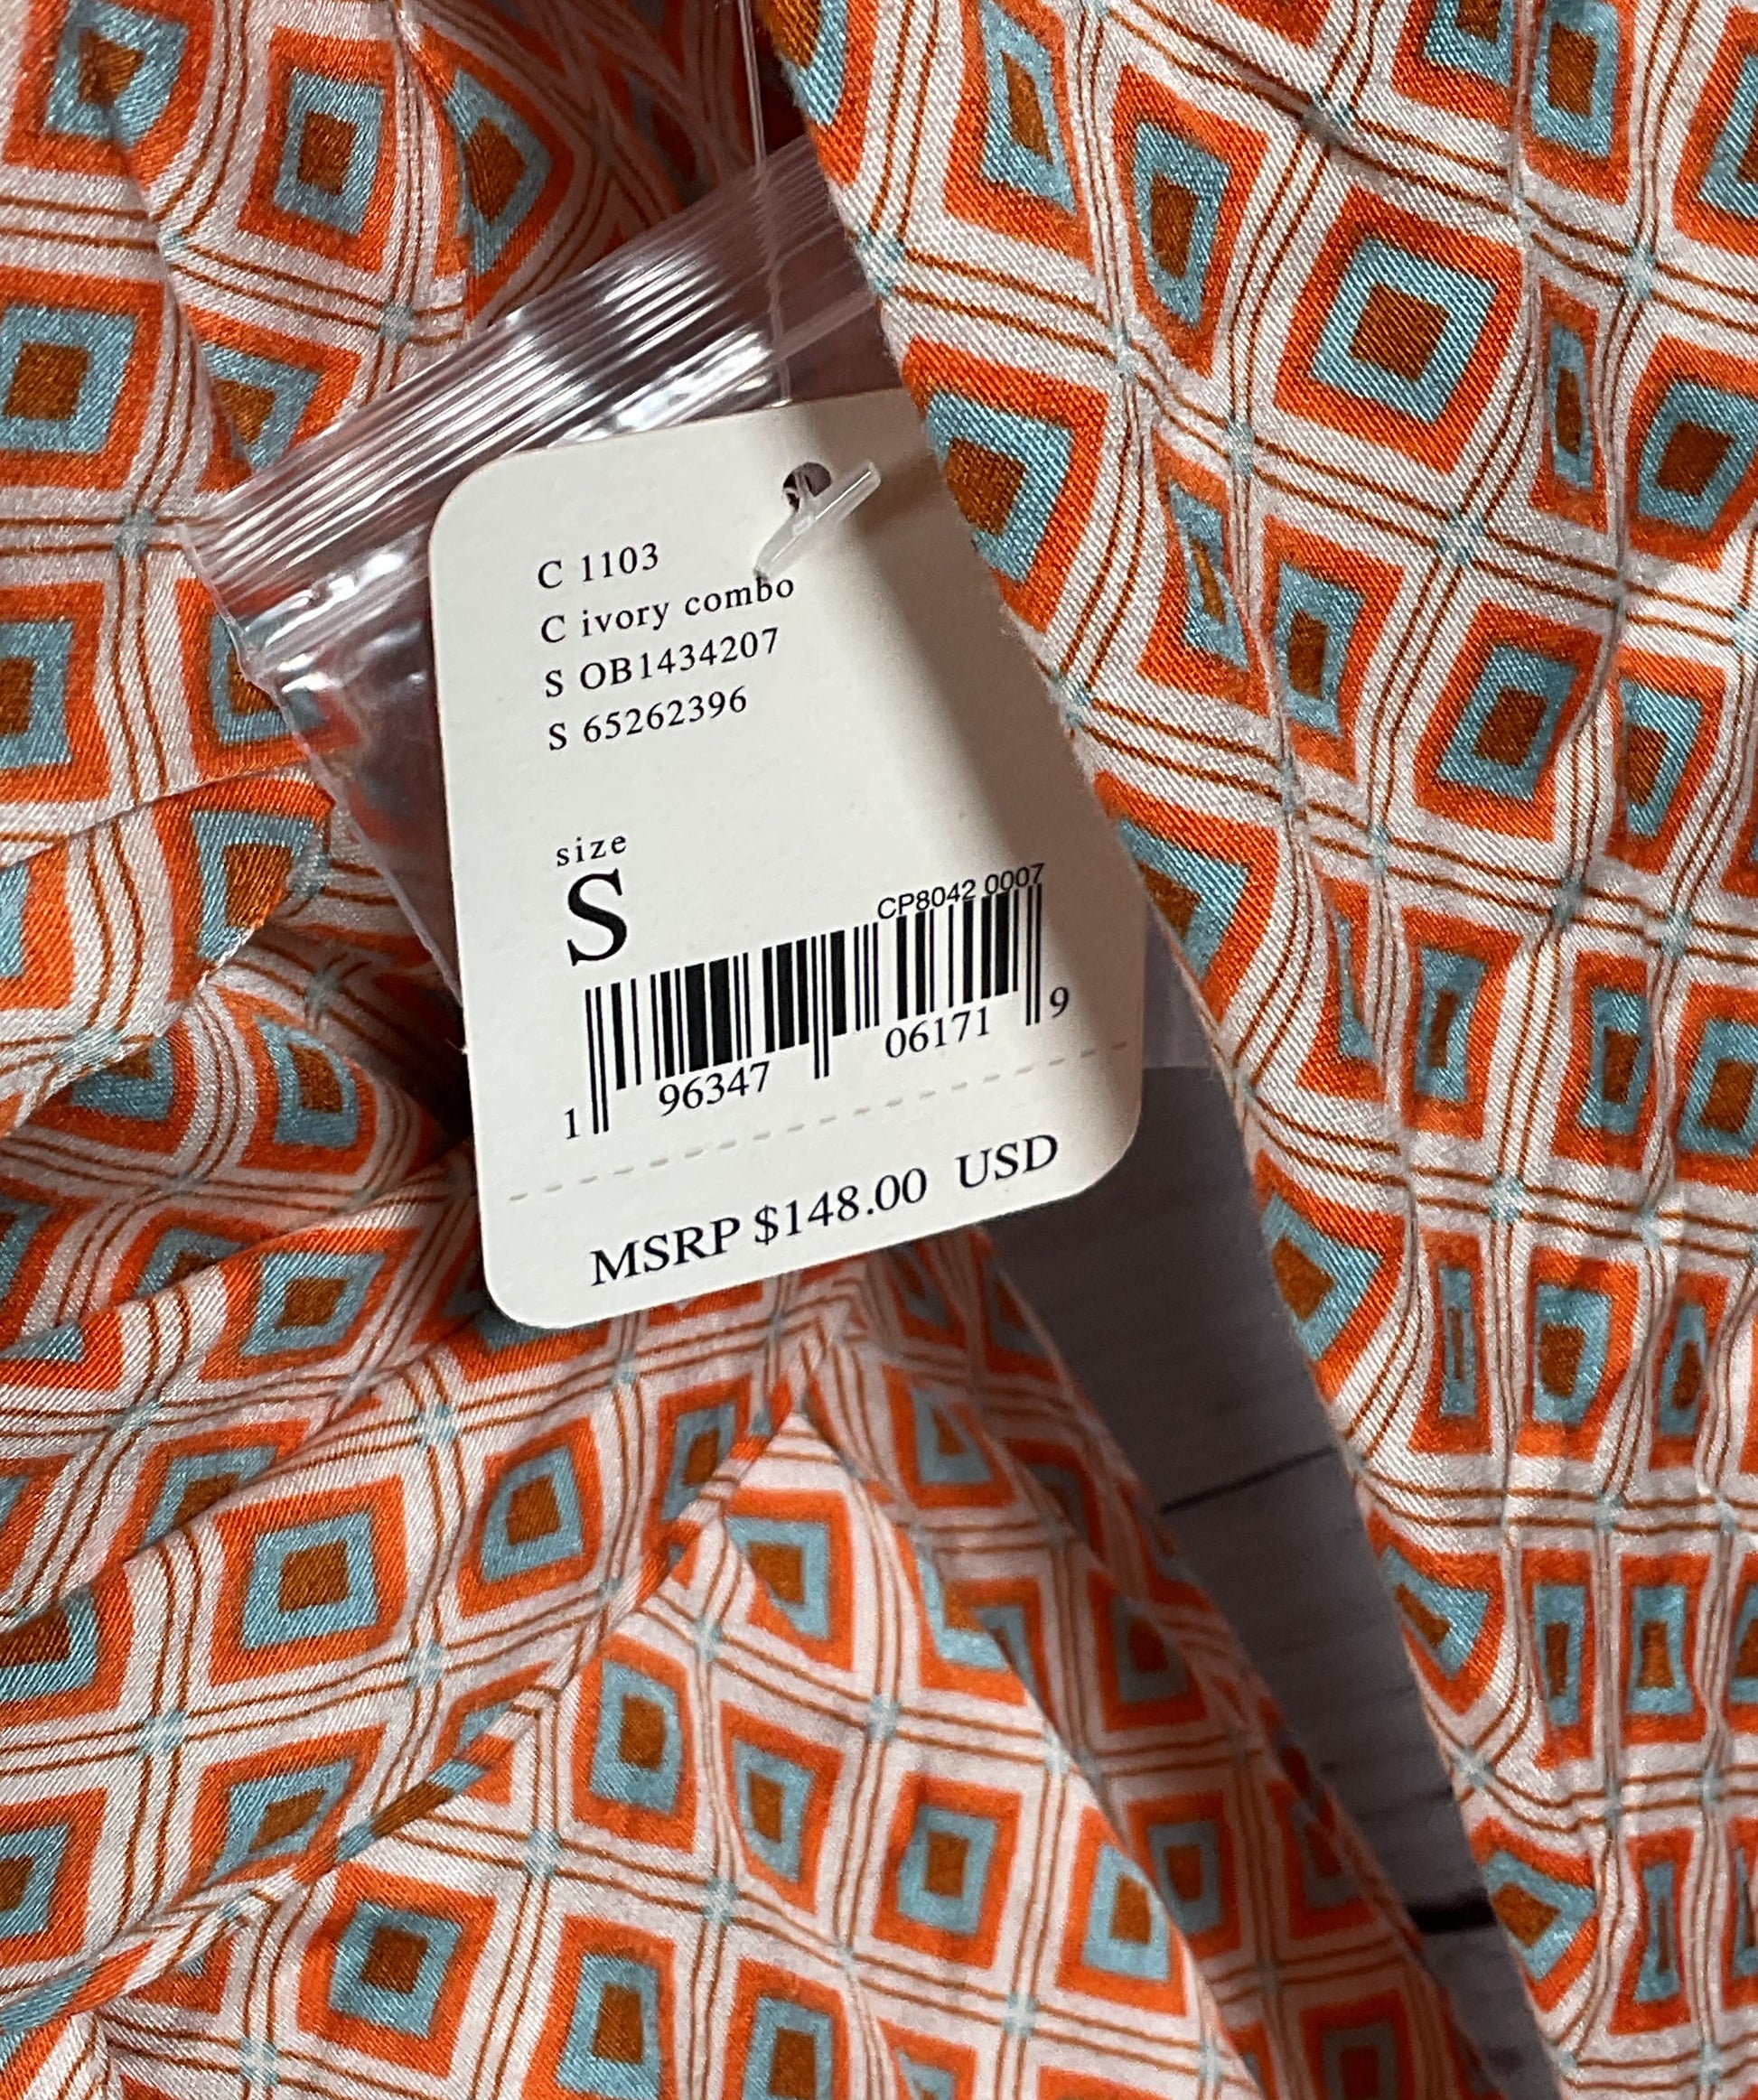 C 1103
C ivory combo
S OB1434207
S 65262396
size
S
CP8042 0007
1 96347 06171 9
MSRP $148.00 USD